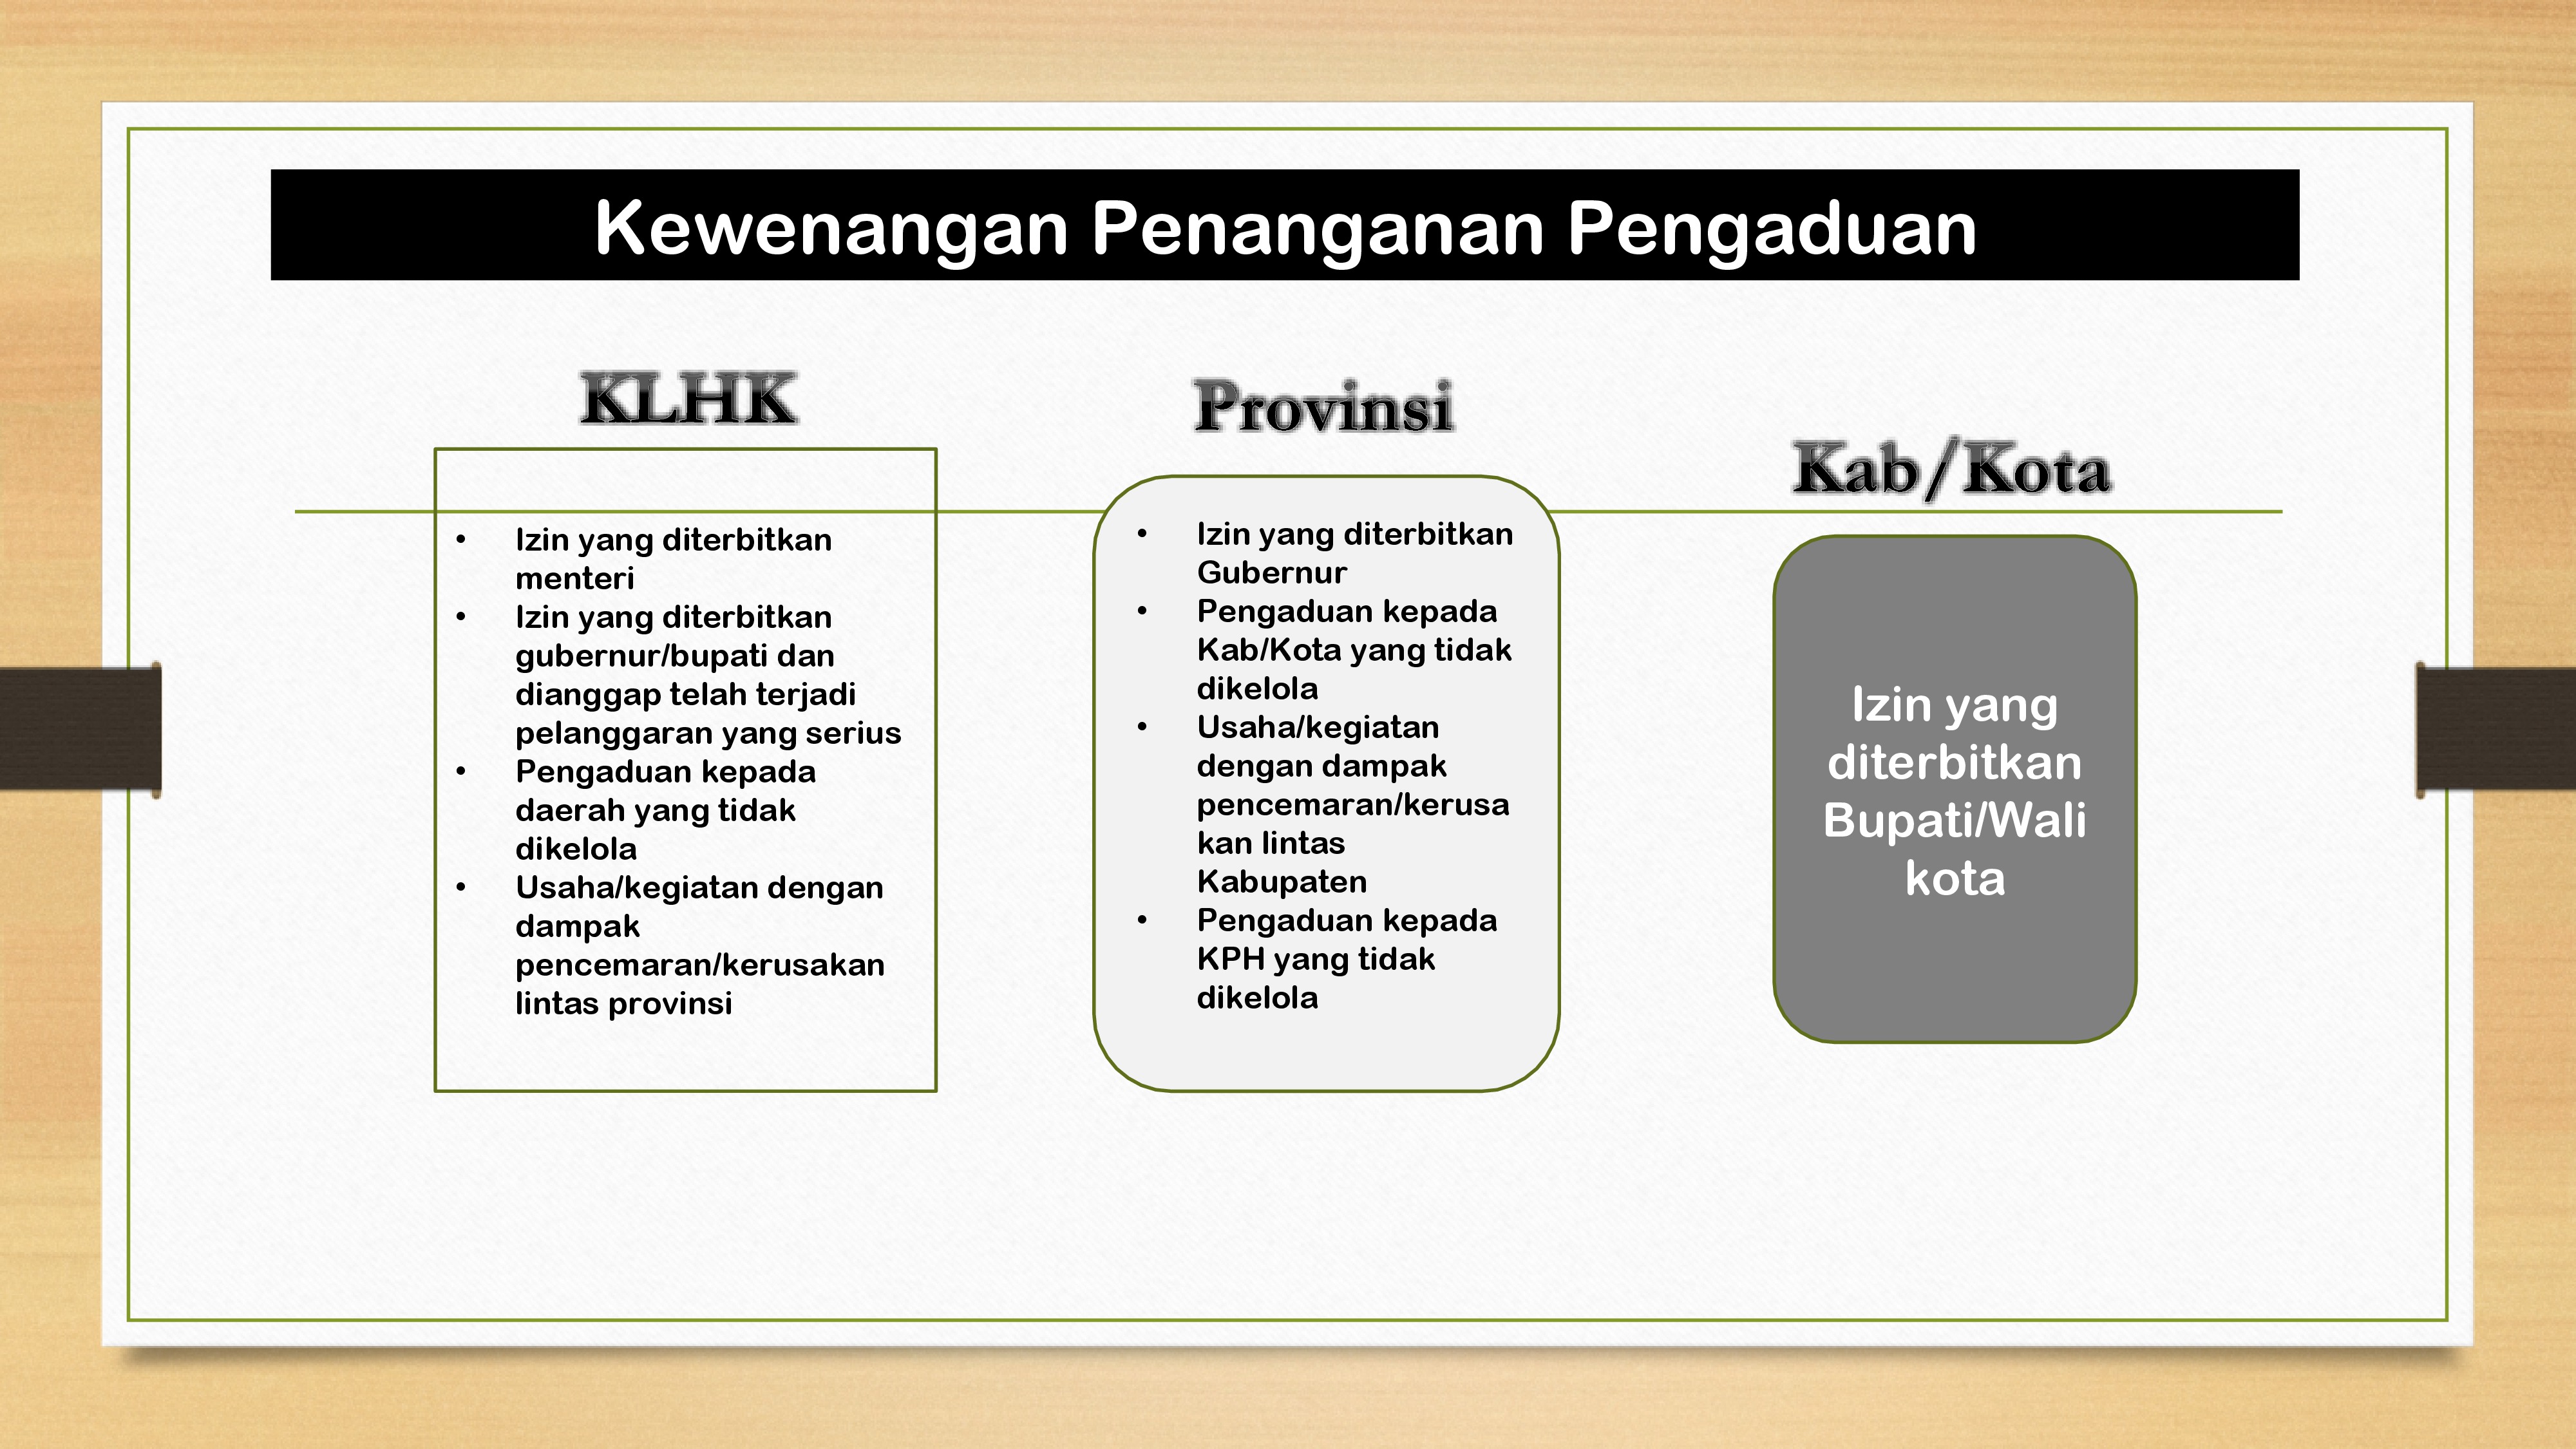 Kewenangan Penanganan Pengaduan
KLHK
• Izin yang diterbitkan
menteri
• Izin yang diterbitkan
gubernur/bupati dan
dianggap telah terjadi
pelanggaran yang serius
• Pengaduan kepada
daerah yang tidak
dikelola
• Usaha/kegiatan dengan
dampak
pencemaran/kerusakan
lintas provinsi
Provinsi
• Izin yang diterbitkan
Gubernur
• Pengaduan kepada
Kab/Kota yang tidak
dikelola
• Usaha/kegiatan
dengan dampak
pencemaran/kerusa
kan lintas
Kabupaten
• Pengaduan kepada
KPH yang tidak
dikelola
Kab/Kota
Izin yang
diterbitkan
Bupati/Wali
kota